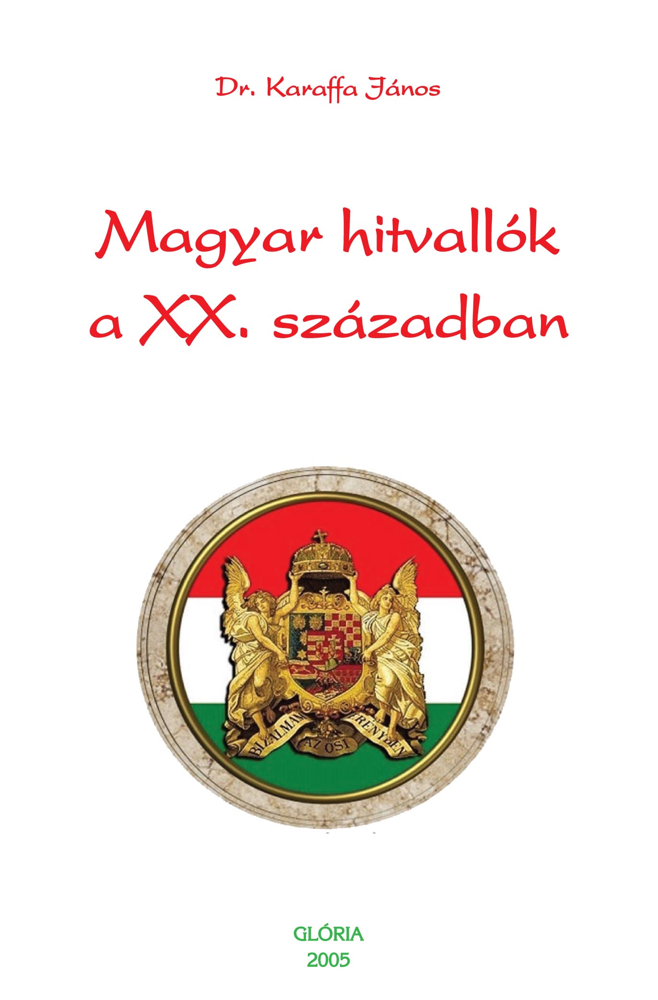 Dr. Karaffa János
Magyar hitvallók
a XX. században
BIZALMAM
AZ ŐSI
ERÉNYBEN
GLÓRIA
2005